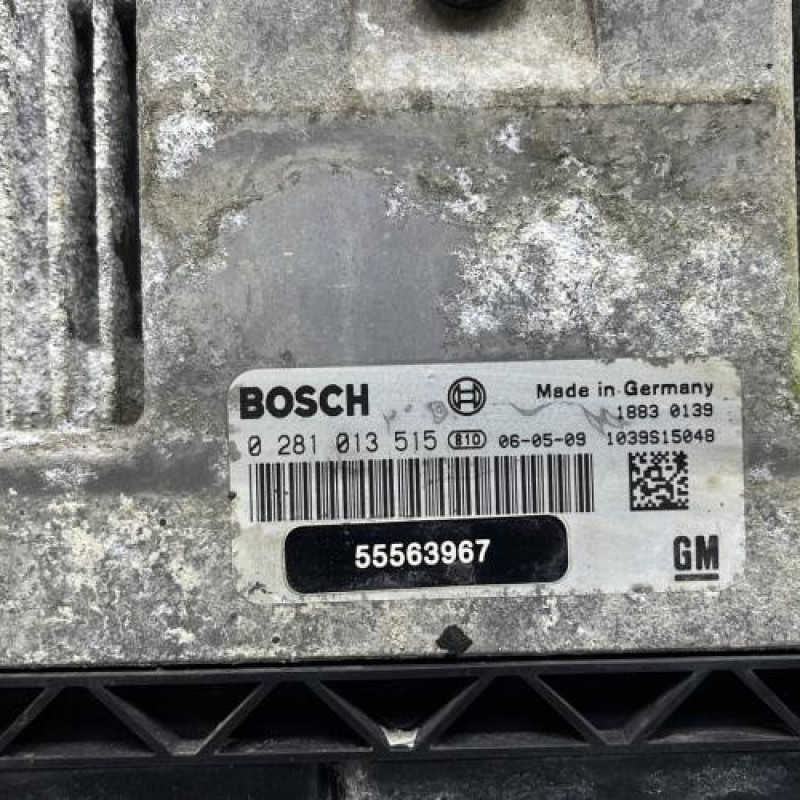 BOSCH Made in Germany
1883 0139
0 281 013 515 810 06-05-09 1039S15048
55563967
GM